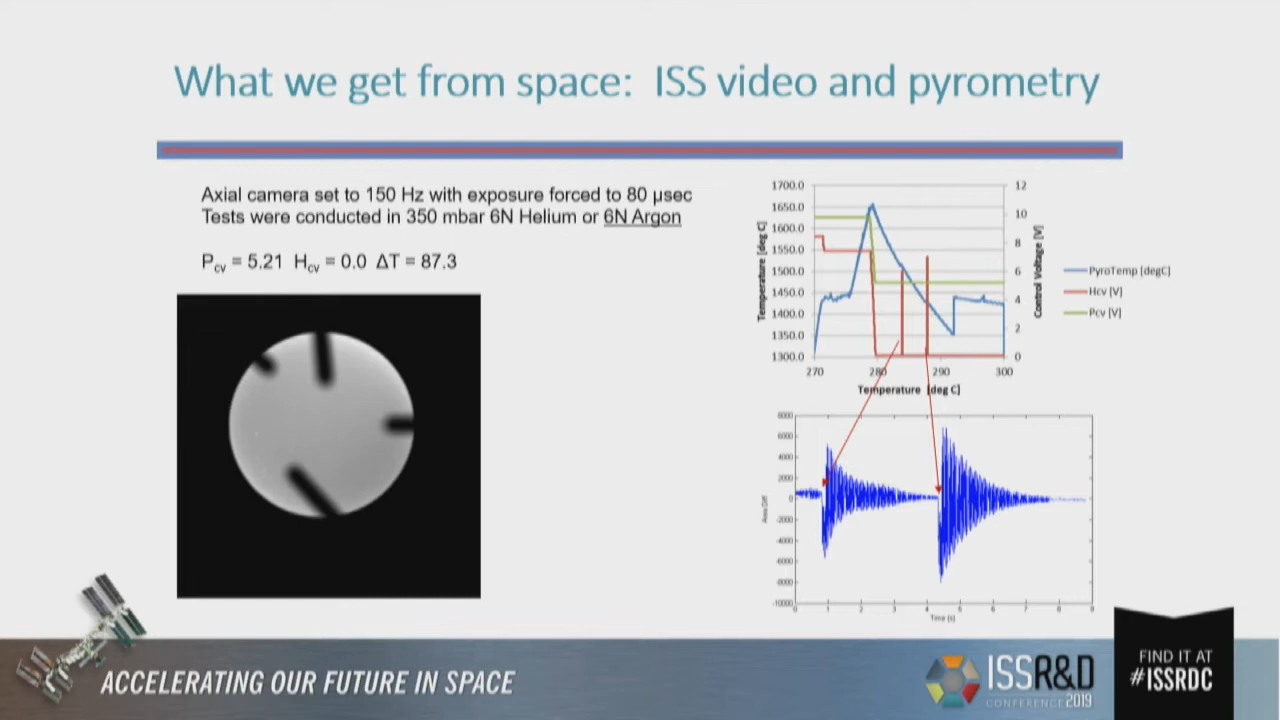 What we get from space: ISS video and pyrometry
Axial camera set to 150 Hz with exposure forced to 80 µsec
Tests were conducted in 350 mbar 6N Helium or 6N Argon
Pcv = 5.21 Hcv = 0.0 ΔT = 87.3
1700.0
1650.0
1600.0
1550.0
1500.0
1450.0
1400.0
1350.0
1300.0
Temperature [deg C]
12
10
8
6
4
2
0
Control Voltage [V]
270
280
290
300
Temperature [deg C]
PyroTemp [degC]
Hcv [V]
Pcv [V]
8000
6000
4000
2000
0
-2000
-4000
-6000
-8000
-10000
Area Diff
0 1 2 3 4 5 6 7 8 9
Time (s)
ACCELERATING OUR FUTURE IN SPACE
ISSR&D
CONFERENCE 2019
FIND IT AT
#ISSRDC